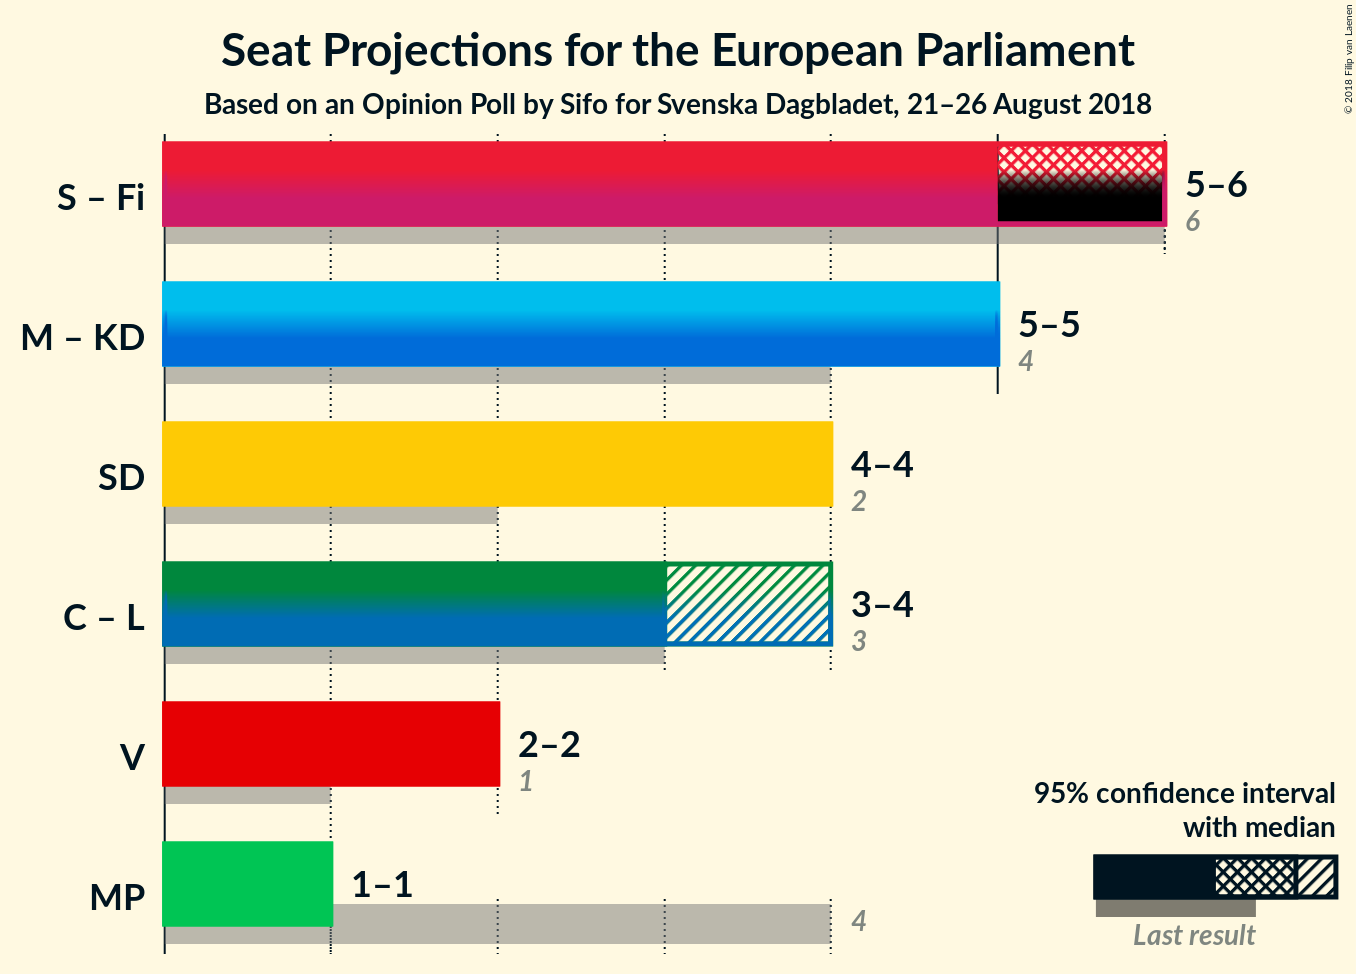 Seat Projections for the European Parliament
Based on an Opinion Poll by Sifo for Svenska Dagbladet, 21–26 August 2018
© 2018 Filip van Laenen
S – Fi
5–6
6
M – KD
5–5
4
SD
4–4
2
C – L
3–4
3
V
2–2
1
MP
1–1
4
95% confidence interval
with median
Last result